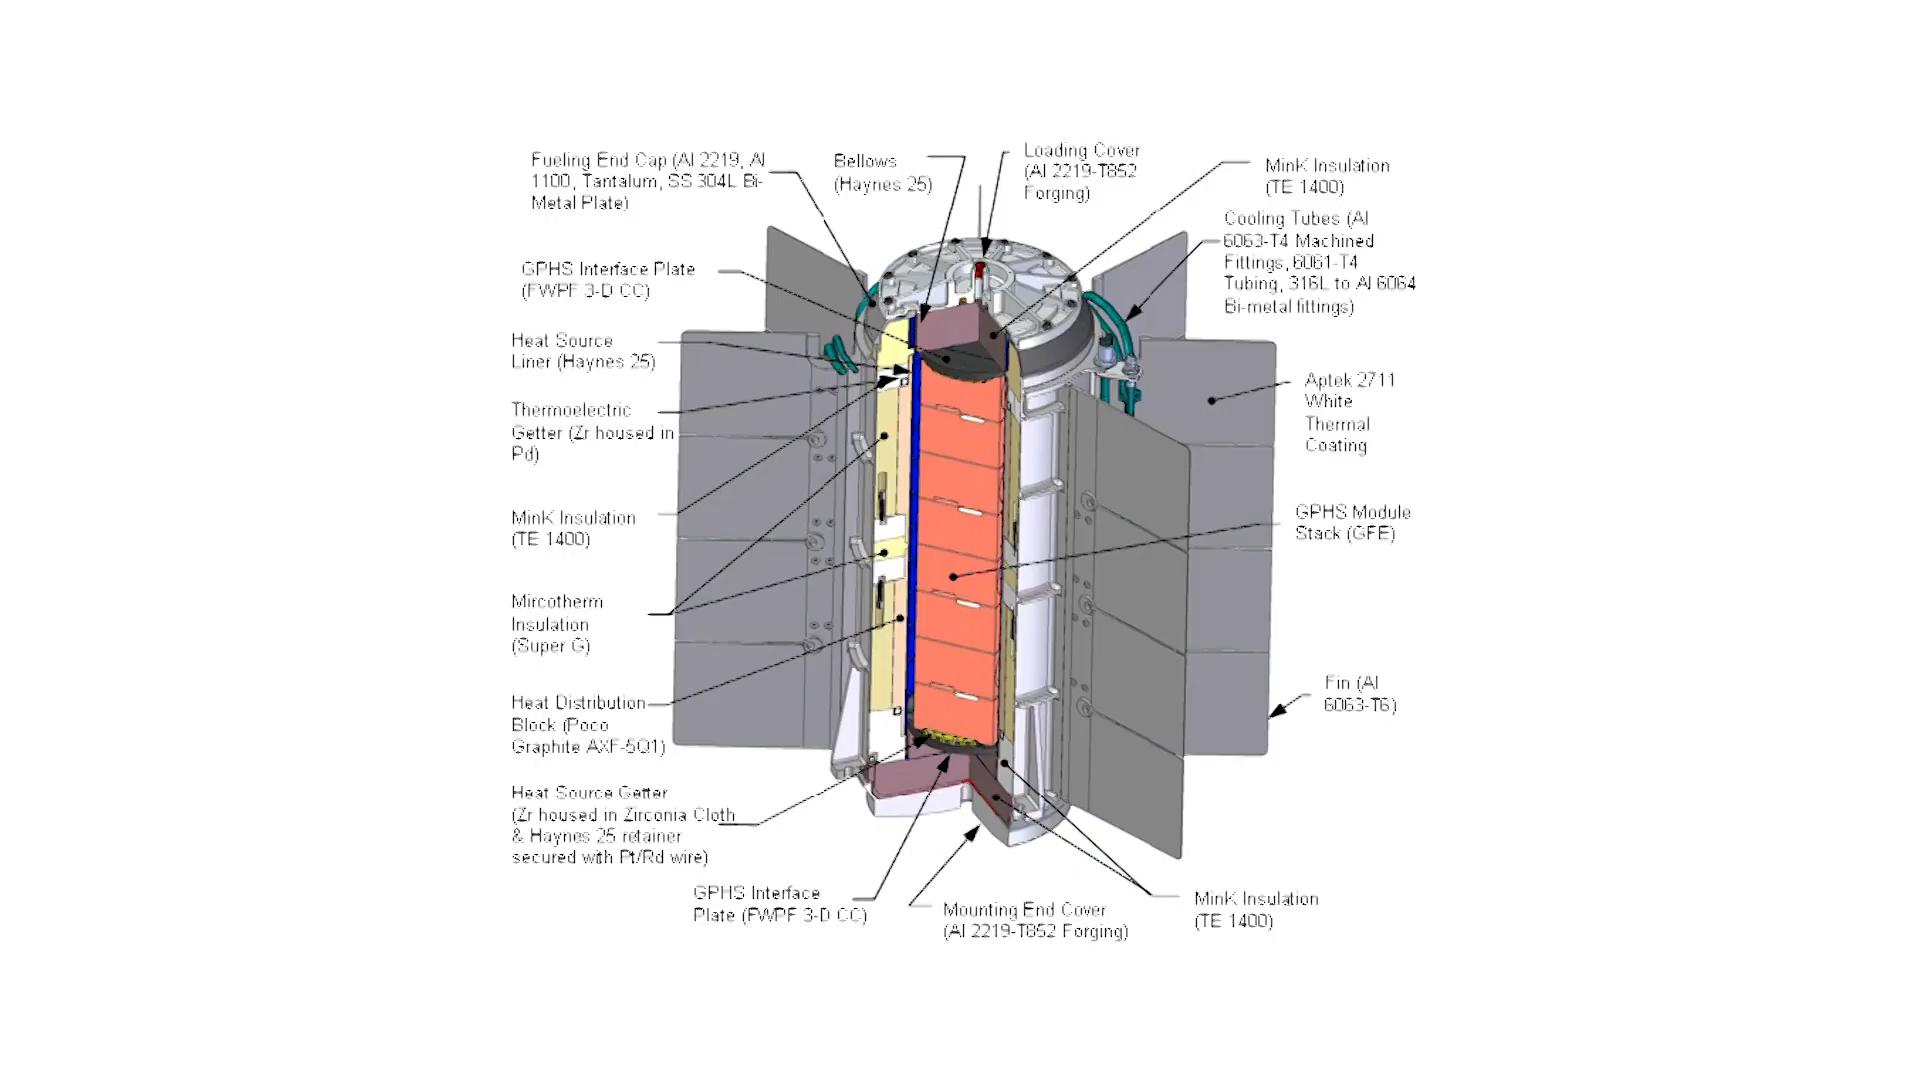 Fueling End Cap (Al 2219, Al
1100, Tantalum, SS 304L Bi-
Metal Plate)
Bellows
(Haynes 25)
Loading Cover
(Al 2219-T852
Forging)
MinK Insulation
(TE 1400)
Cooling Tubes (Al
6063-T4 Machined
Fittings, 6061-T4
Tubing, 316L to Al 6064
Bi-metal fittings)
GPHS Interface Plate
(FWPF 3-D CC)
Heat Source
Liner (Haynes 25)
Thermoelectric
Getter (Zr housed in
Pd)
MinK Insulation
(TE 1400)
Mircotherm
Insulation
(Super G)
Heat Distribution
Block (Poco
Graphite AXF-5Q1)
Heat Source Getter
(Zr housed in Zirconia Cloth
& Haynes 25 retainer
secured with Pt/Rd wire)
GPHS Interface
Plate (FWPF 3-D CC)
Mounting End Cover
(Al 2219-T852 Forging)
MinK Insulation
(TE 1400)
Fin (Al
6063-T6)
GPHS Module
Stack (GFE)
Aptek 2711
White
Thermal
Coating